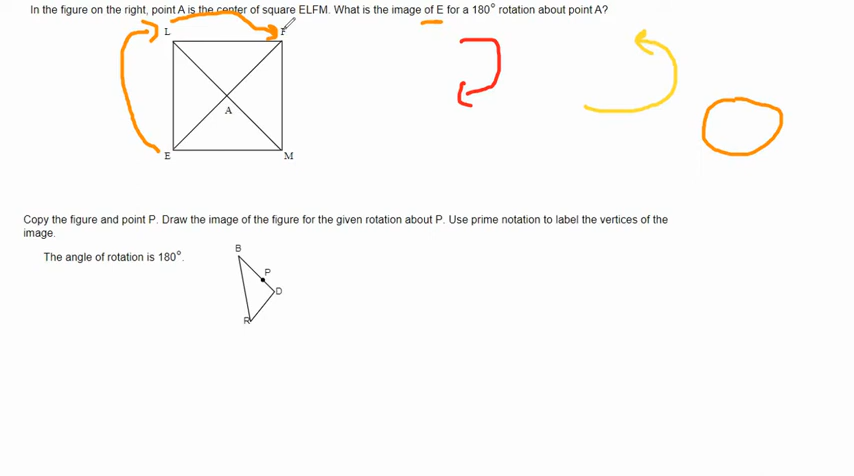 In the figure on the right, point A is the center of square ELFM. What is the image of E for a 180° rotation about point A?
L F
A
E M
Copy the figure and point P. Draw the image of the figure for the given rotation about P. Use prime notation to label the vertices of the
image.
The angle of rotation is 180°.
B
P
D
R